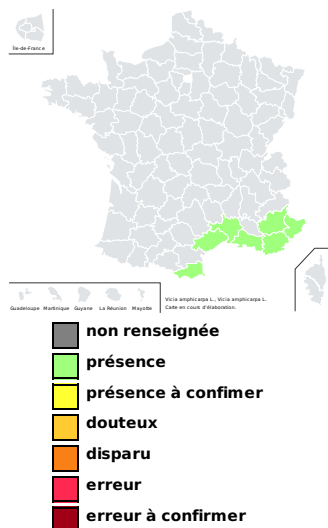 Île-de-France
Guadeloupe Martinique Guyane La Réunion Mayotte
Vicia amphicarpa L., Vicia amphicarpa L.
Carte en cours d'élaboration.
non renseignée
présence
présence à confimer
douteux
disparu
erreur
erreur à confirmer